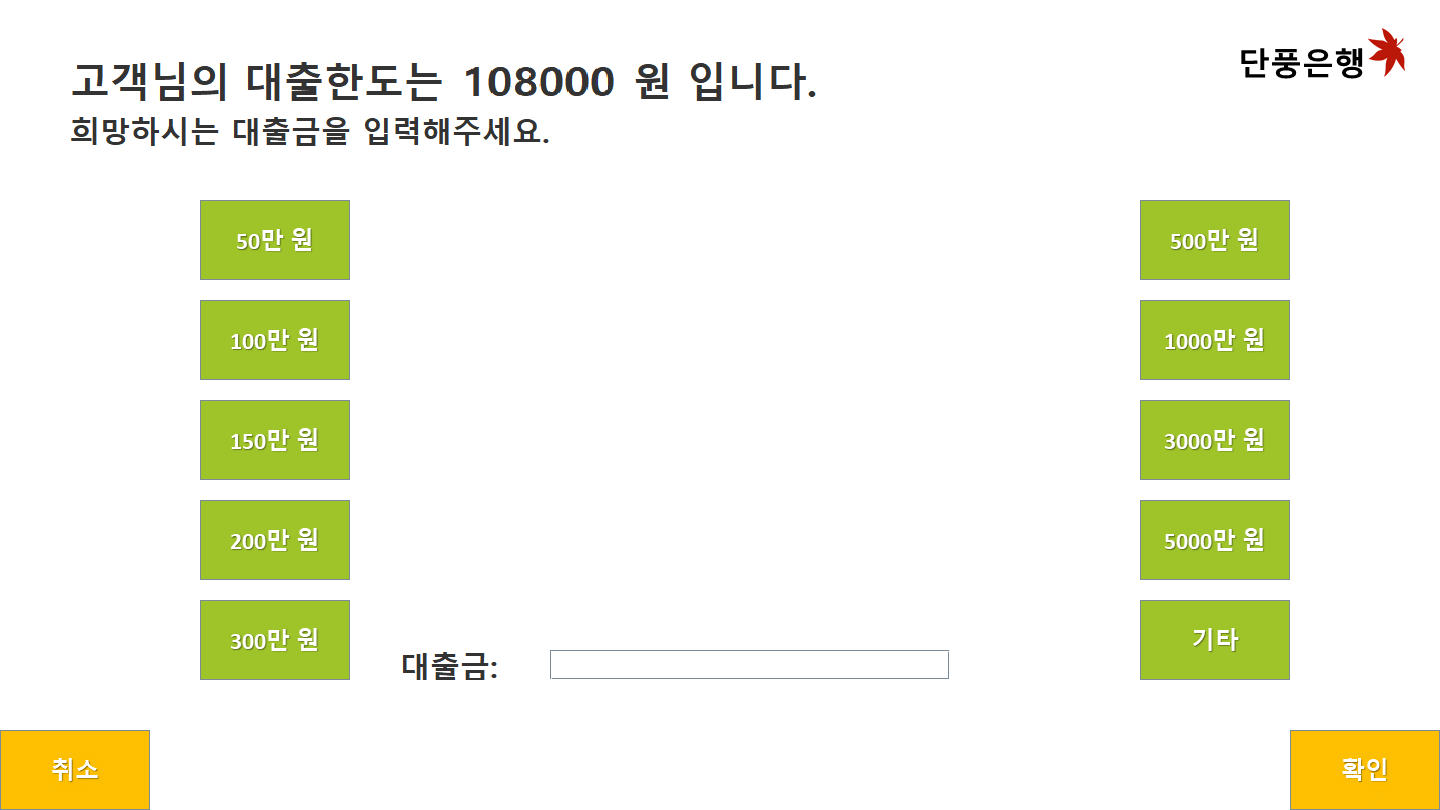 단풍은행
고객님의 대출한도는 108000 원 입니다.
희망하시는 대출금을 입력해주세요.
50만 원
500만 원
100만 원
1000만 원
150만 원
3000만 원
200만 원
5000만 원
300만 원
기타
대출금:
취소
확인